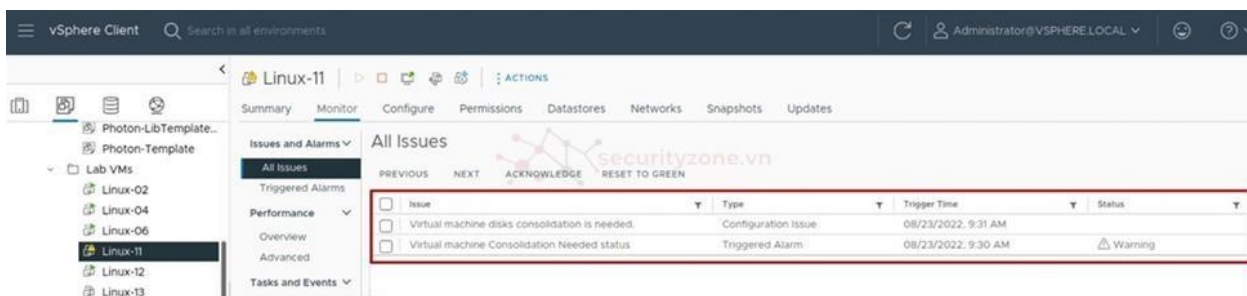 vSphere Client Search in all environments Administrator@VSPHERE.LOCAL
Linux-11 ACTIONS
Summary Monitor Configure Permissions Datastores Networks Snapshots Updates
Photon-LibTemplate...
Photon-Template
Lab VMs
Linux-02
Linux-04
Linux-06
Linux-11
Linux-12
Linux-13
Issues and Alarms
All Issues
Triggered Alarms
Performance
Overview
Advanced
Tasks and Events
All Issues
securityzone.vn
PREVIOUS NEXT ACKNOWLEDGE RESET TO GREEN
Issue Type Trigger Time Status
Virtual machine disks consolidation is needed. Configuration Issue 08/23/2022, 9:31 AM
Virtual machine Consolidation Needed status Triggered Alarm 08/23/2022, 9:30 AM Warning